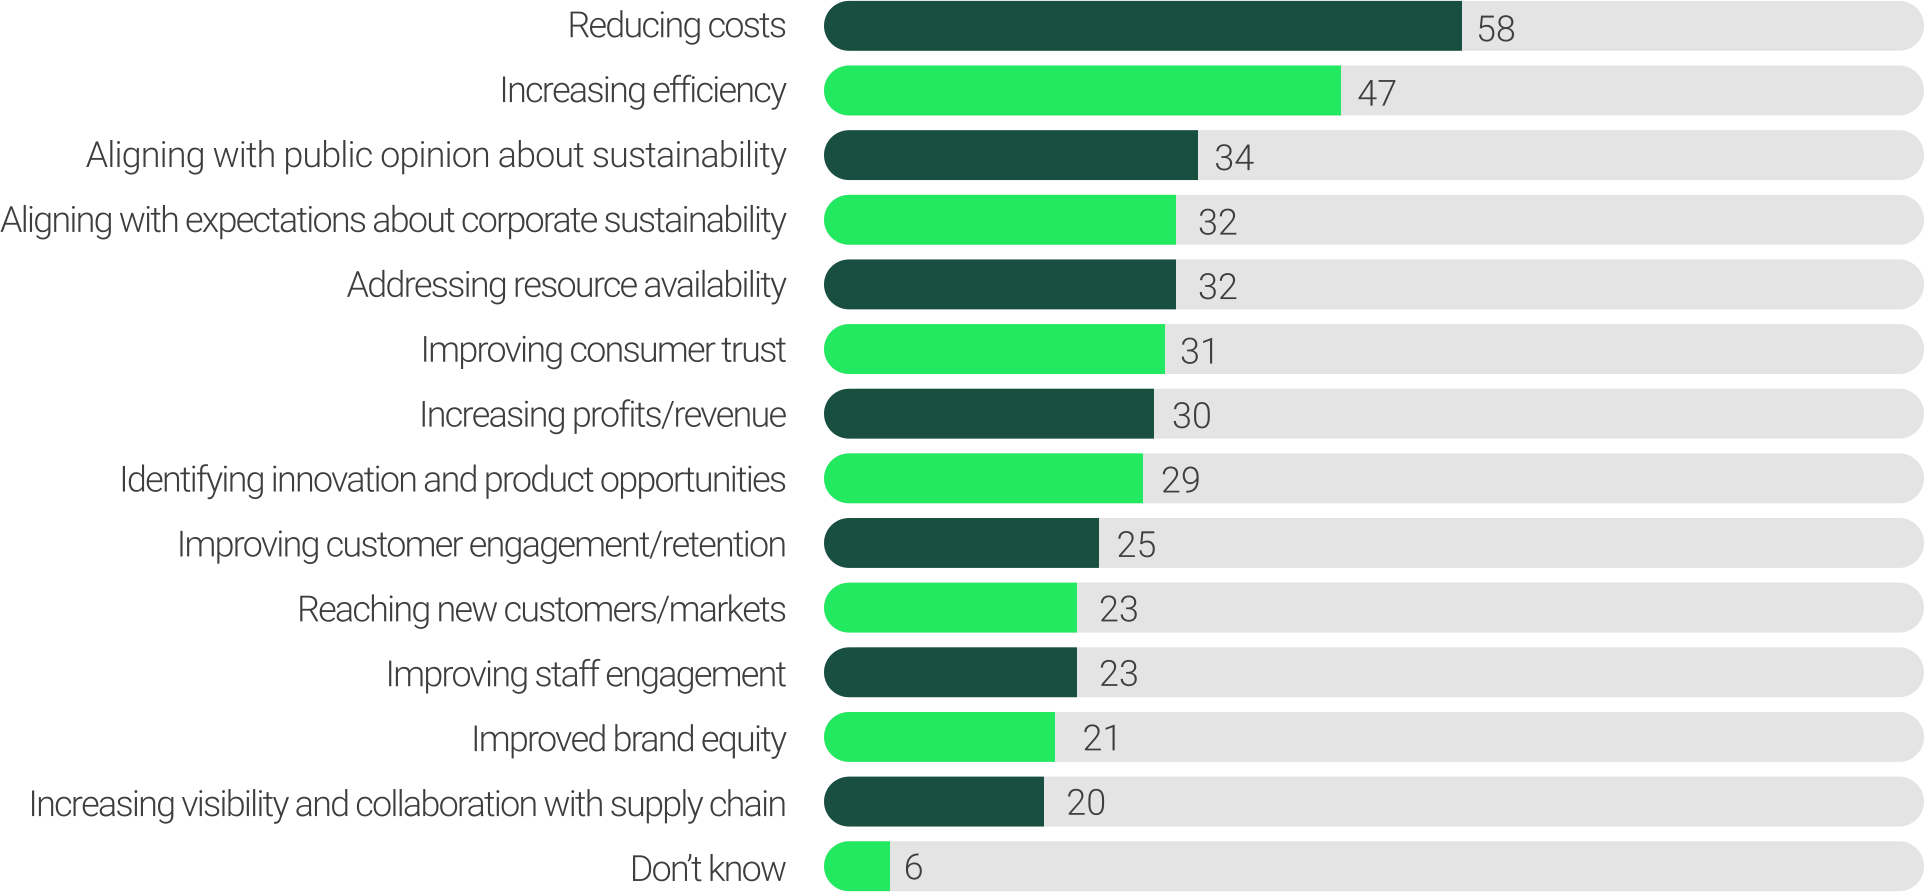 Reducing costs 58
Increasing efficiency 47
Aligning with public opinion about sustainability 34
Aligning with expectations about corporate sustainability 32
Addressing resource availability 32
Improving consumer trust 31
Increasing profits/revenue 30
Identifying innovation and product opportunities 29
Improving customer engagement/retention 25
Reaching new customers/markets 23
Improving staff engagement 23
Improved brand equity 21
Increasing visibility and collaboration with supply chain 20
Don’t know 6